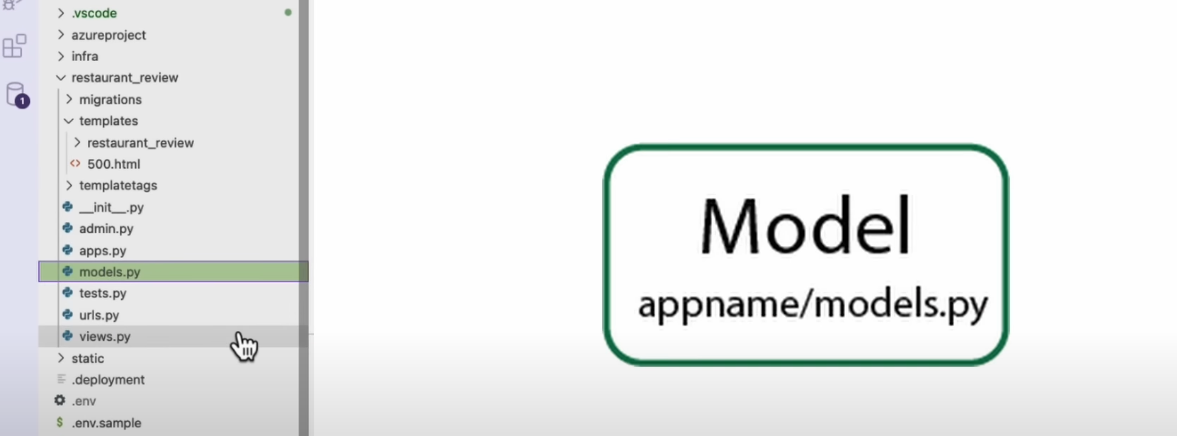 .vscode
azureproject
infra
restaurant_review
migrations
templates
restaurant_review
<> 500.html
templatetags
__init__.py
admin.py
apps.py
models.py
tests.py
urls.py
views.py
static
.deployment
.env
$ .env.sample
1
Model
appname/models.py